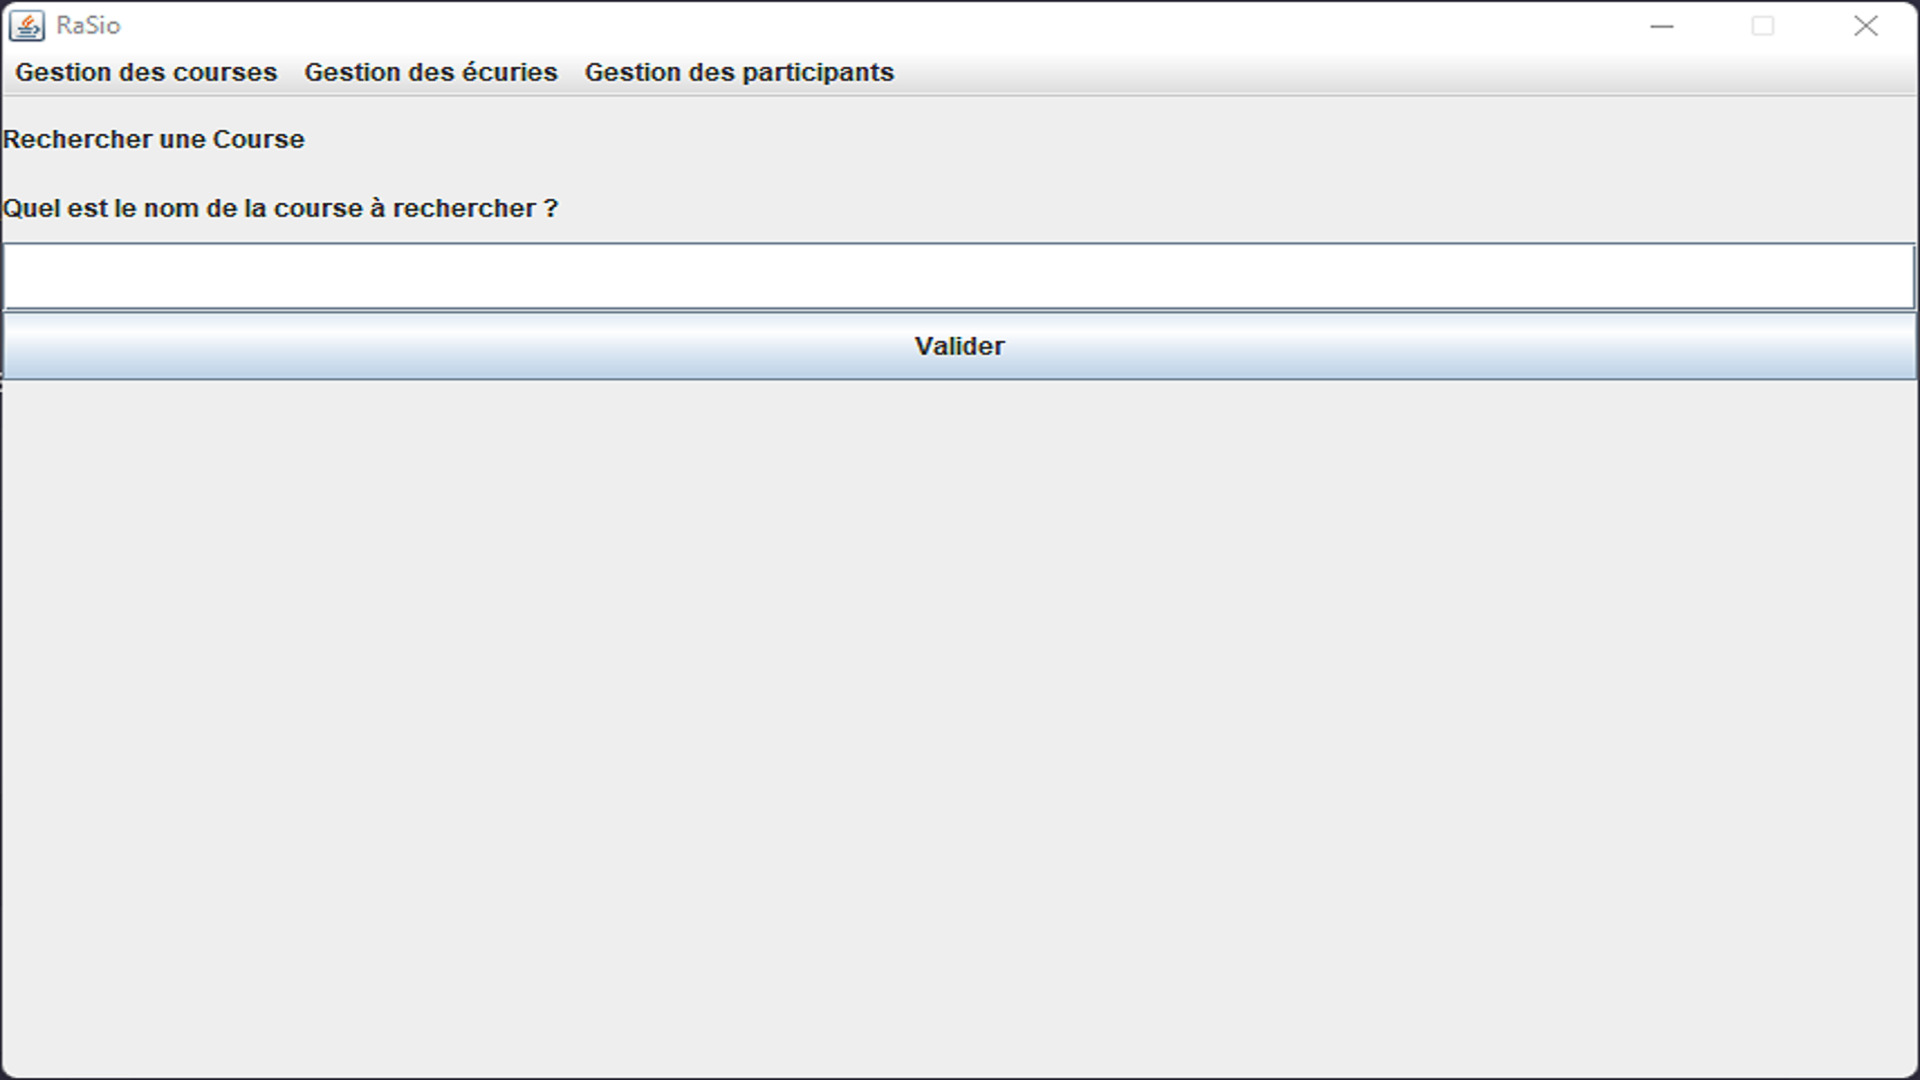 RaSio
Gestion des courses Gestion des écuries Gestion des participants
Rechercher une Course
Quel est le nom de la course à rechercher ?
Valider